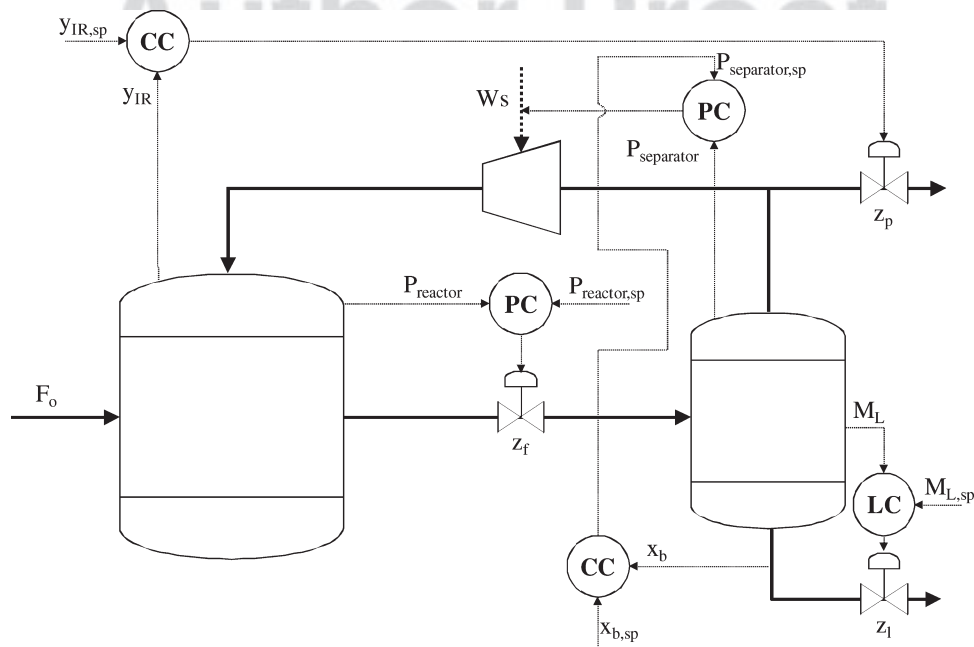 y_IR,sp
CC
y_IR
Ws
P_separator,sp
PC
P_separator
z_p
P_reactor
PC
P_reactor,sp
F_o
z_f
M_L
LC
M_L,sp
CC
x_b
x_b,sp
z_l